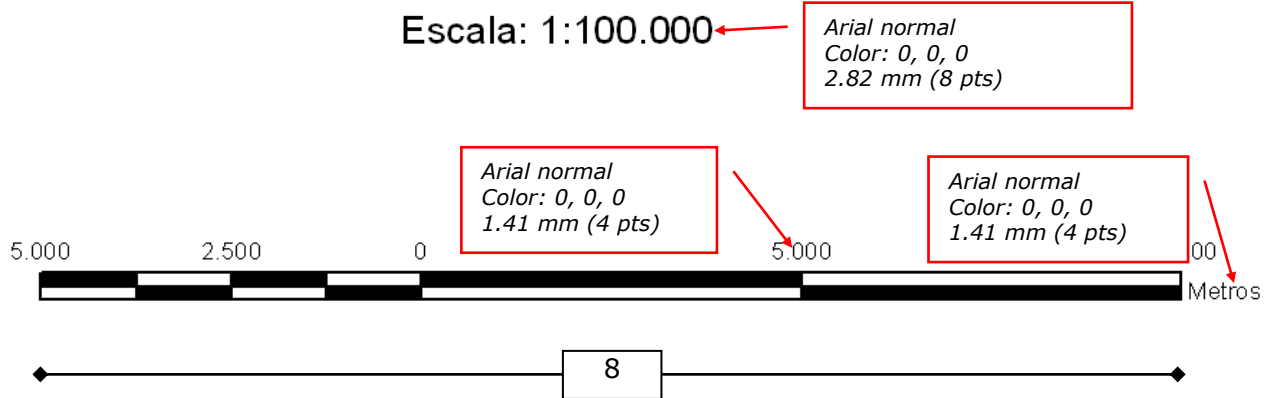 Escala: 1:100.000
Arial normal
Color: 0, 0, 0
2.82 mm (8 pts)
Arial normal
Color: 0, 0, 0
1.41 mm (4 pts)
Arial normal
Color: 0, 0, 0
1.41 mm (4 pts)
5.000 2.500 0 5.000 00
Metros
8